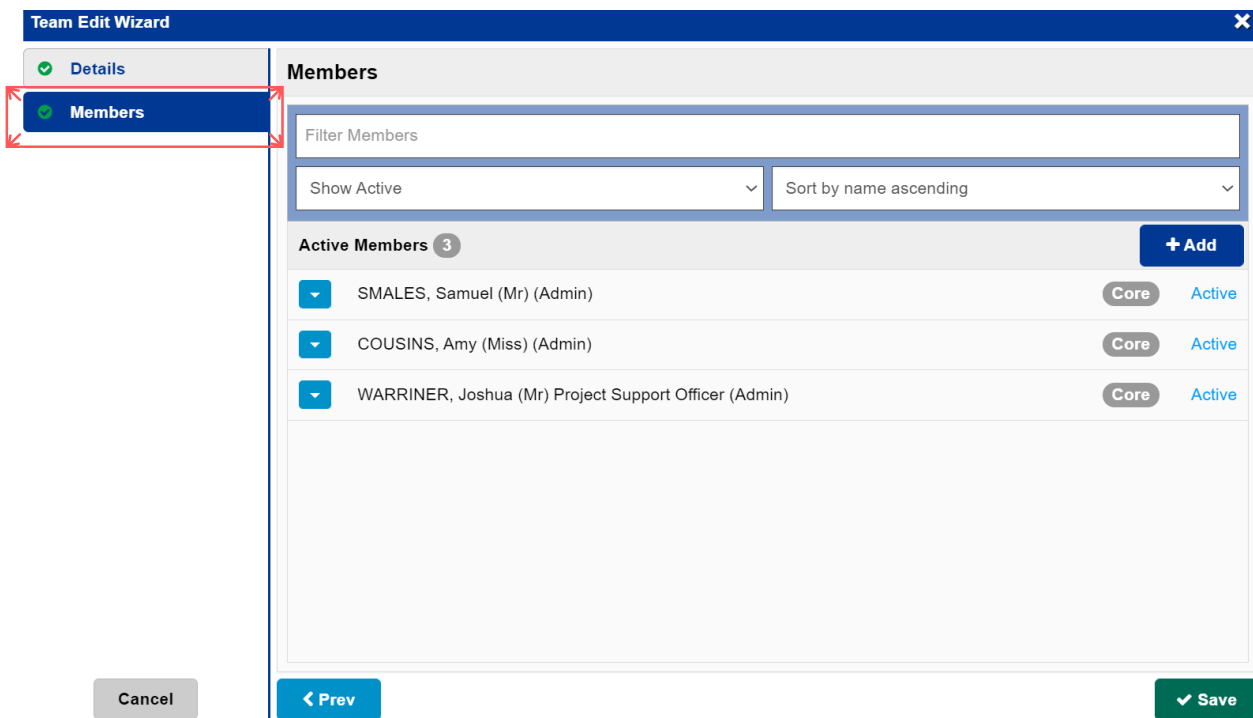 Team Edit Wizard
Details
Members
Members
Filter Members
Show Active
Sort by name ascending
Active Members 3
Add
SMALES, Samuel (Mr) (Admin) Core Active
COUSINS, Amy (Miss) (Admin) Core Active
WARRINER, Joshua (Mr) Project Support Officer (Admin) Core Active
Cancel
Prev
Save